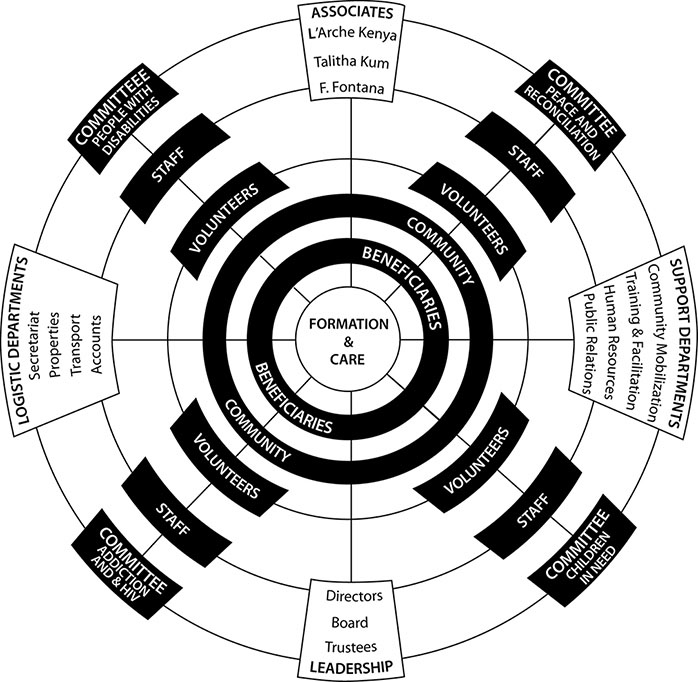 ASSOCIATES
L'Arche Kenya
Talitha Kum
F. Fontana
COMMITTEEE
PEOPLE WITH
DISABILITIES
STAFF
VOLUNTEERS
COMMITTEE
PEACE AND
RECONCILIATION
STAFF
VOLUNTEERS
COMMUNITY
BENEFICIARIES
FORMATION
&
CARE
BENEFICIARIES
COMMUNITY
LOGISTIC DEPARTMENTS
Secretariat
Properties
Transport
Accounts
SUPPORT DEPARTMENTS
Community Mobilization
Training & Facilitation
Human Resources
Public Relations
VOLUNTEERS
STAFF
COMMITTEE
ADDICTION
AND & HIV
VOLUNTEERS
STAFF
COMMITTEE
CHILDREN
IN NEED
Directors
Board
Trustees
LEADERSHIP